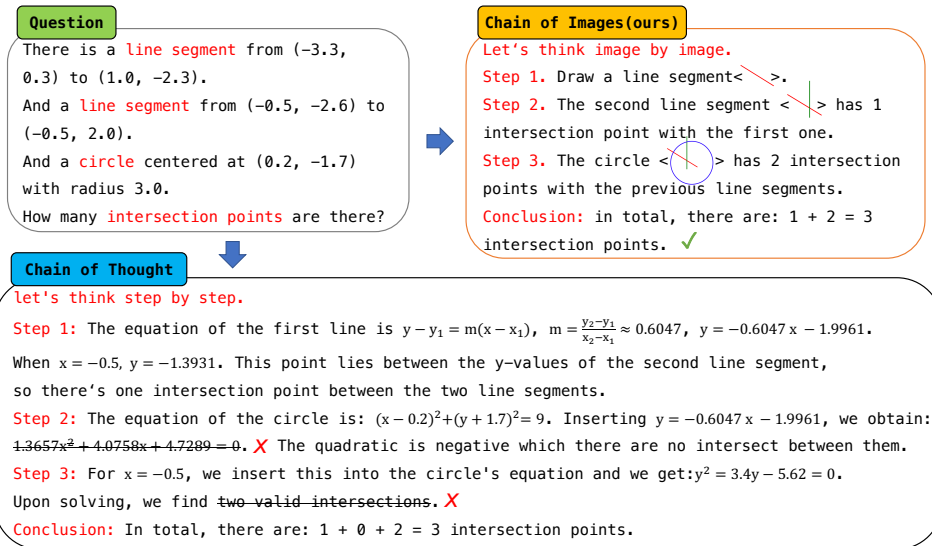 Question
There is a line segment from (-3.3,
0.3) to (1.0, -2.3).
And a line segment from (-0.5, -2.6) to
(-0.5, 2.0).
And a circle centered at (0.2, -1.7)
with radius 3.0.
How many intersection points are there?
Chain of Images(ours)
Let's think image by image.
Step 1. Draw a line segment< >.
Step 2. The second line segment < > has 1
intersection point with the first one.
Step 3. The circle < > has 2 intersection
points with the previous line segments.
Conclusion: in total, there are: 1 + 2 = 3
intersection points. ✓
Chain of Thought
let's think step by step.
Step 1: The equation of the first line is y − y₁ = m(x − x₁), m = (y₂−y₁)/(x₂−x₁) ≈ 0.6047, y = −0.6047 x − 1.9961.
When x = −0.5, y = −1.3931. This point lies between the y-values of the second line segment,
so there's one intersection point between the two line segments.
Step 2: The equation of the circle is: (x − 0.2)²+(y + 1.7)²= 9. Inserting y = −0.6047 x − 1.9961, we obtain:
1.3657x² + 4.0758x + 4.7289 = 0. X The quadratic is negative which there are no intersect between them.
Step 3: For x = −0.5, we insert this into the circle's equation and we get:y² = 3.4y − 5.62 = 0.
Upon solving, we find two valid intersections. X
Conclusion: In total, there are: 1 + 0 + 2 = 3 intersection points.